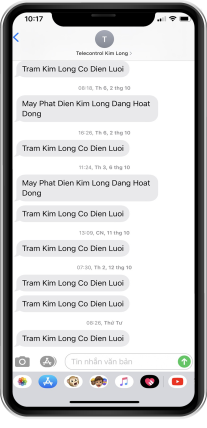 10:17
T
Telecontrol Kim Long
Tram Kim Long Co Dien Luoi
08:18, Th 6, 2 thg 10
May Phat Dien Kim Long Dang Hoat
Dong
18:28, Th 6, 2 thg 10
Tram Kim Long Co Dien Luoi
11:24, Th 3, 6 thg 10
May Phat Dien Kim Long Dang Hoat
Dong
Tram Kim Long Co Dien Luoi
13:09, CN, 11 thg 10
Tram Kim Long Co Dien Luoi
07:30, Th 2, 12 thg 10
Tram Kim Long Co Dien Luoi
Tram Kim Long Co Dien Luoi
09:26, Thứ Tư
Tram Kim Long Co Dien Luoi
Tin nhắn văn bản